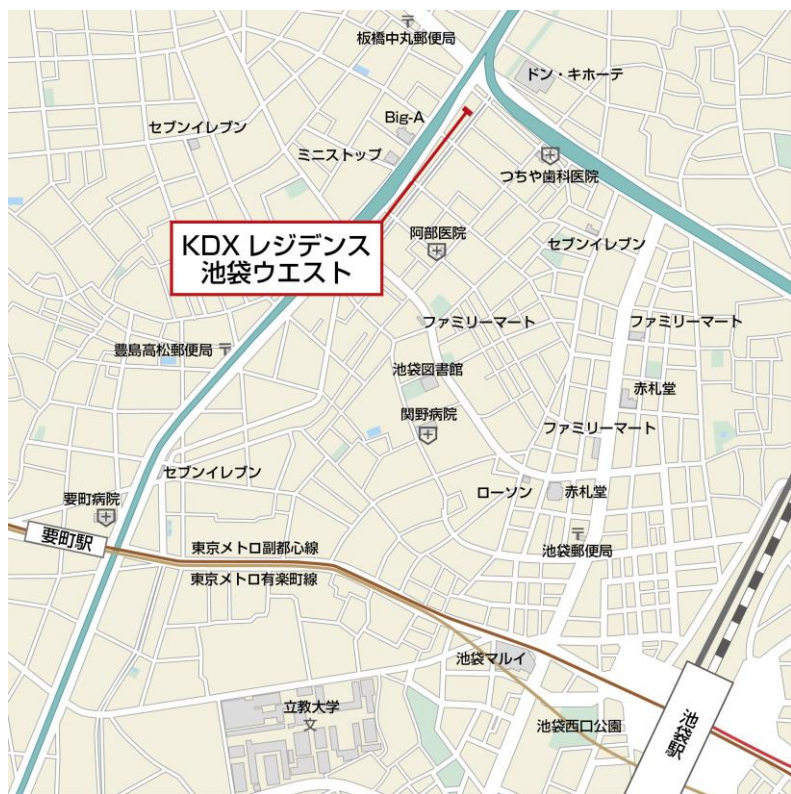 板橋中丸郵便局
ドン・キホーテ
Big-A
セブンイレブン
ミニストップ
つちや歯科医院
KDX レジデンス
池袋ウエスト
阿部医院
セブンイレブン
ファミリーマート
ファミリーマート
豊島高松郵便局
池袋図書館
赤札堂
関野病院
ファミリーマート
セブンイレブン
ローソン
赤札堂
要町病院
要町駅
東京メトロ副都心線
池袋郵便局
東京メトロ有楽町線
池袋マルイ
立教大学
文
池袋西口公園
池袋駅